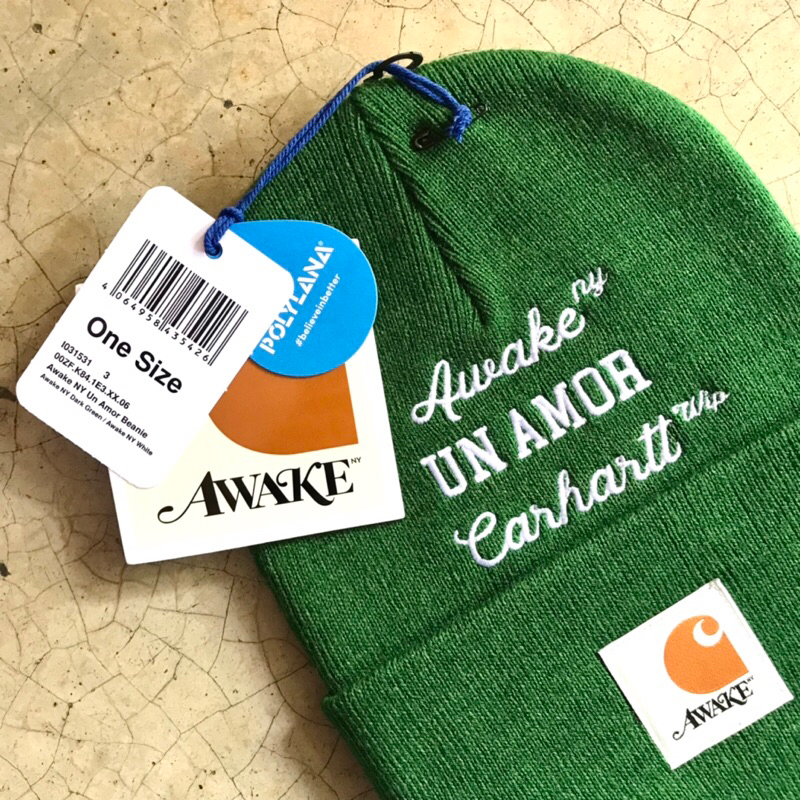 4 064958 435426
One Size
I031531 3
00ZF.K84.1E3.XX.06
Awake NY Un Amor Beanie
Awake NY Dark Green / Awake NY White
POLYLANA®
#believeinbetter
AWAKE NY
Awake ny
UN AMOR
Carhartt Wip
AWAKE NY